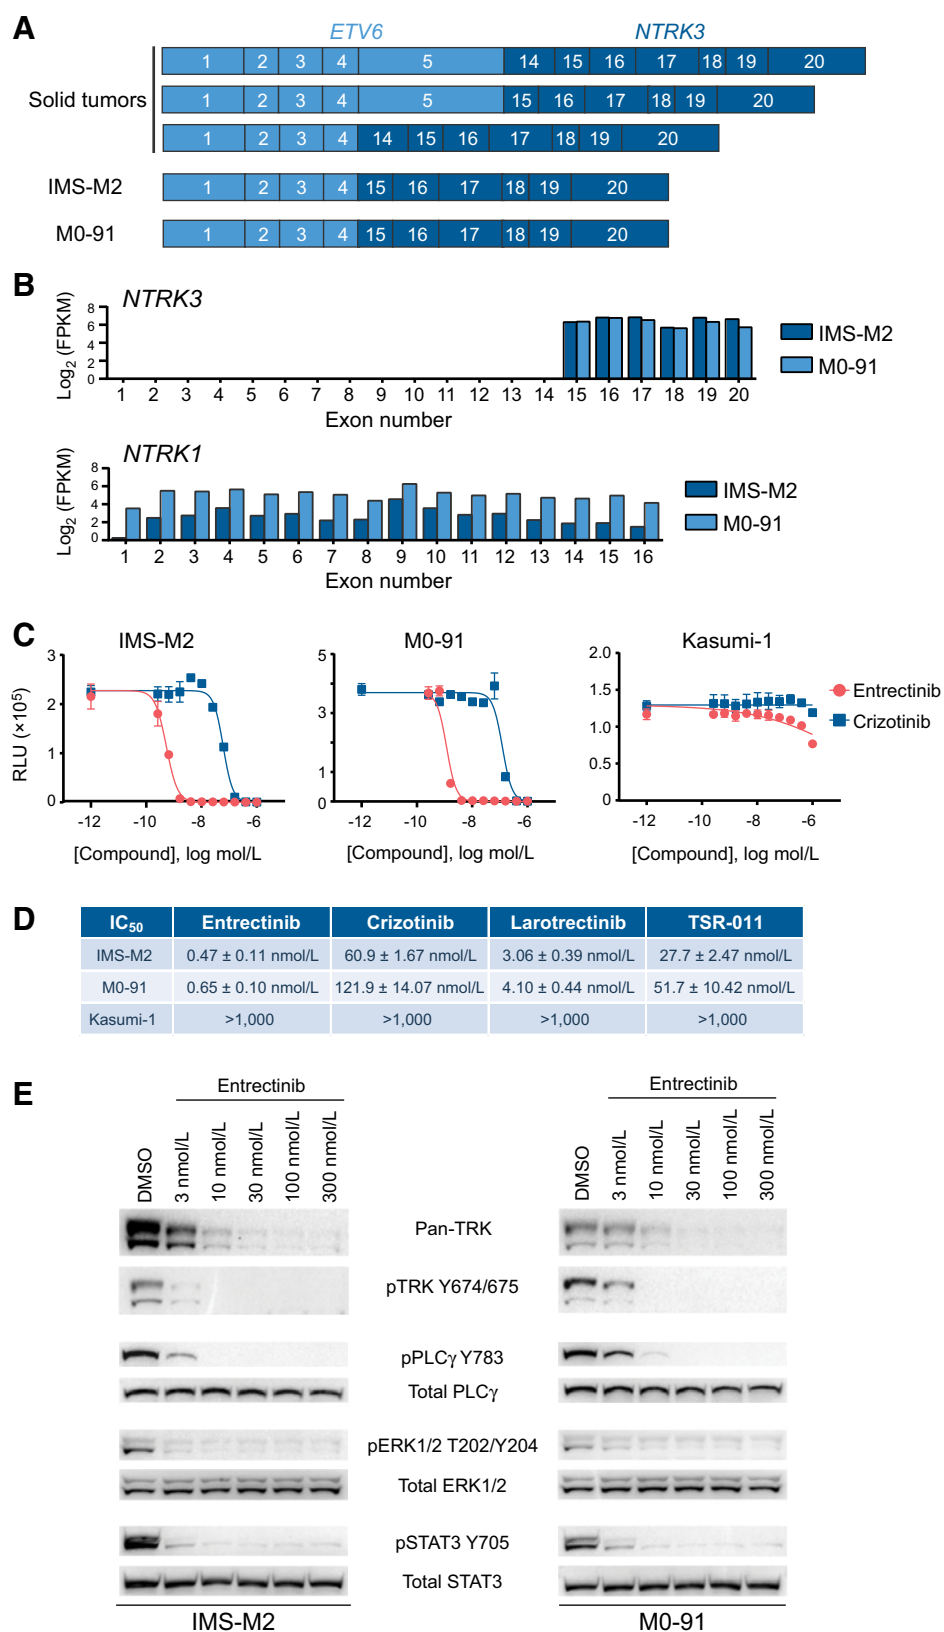 A
ETV6 NTRK3
Solid tumors
1 2 3 4 5 14 15 16 17 18 19 20
1 2 3 4 5 15 16 17 18 19 20
1 2 3 4 14 15 16 17 18 19 20
IMS-M2 1 2 3 4 15 16 17 18 19 20
M0-91 1 2 3 4 15 16 17 18 19 20
B
NTRK3
Log2 (FPKM)
8
6
4
2
0
1 2 3 4 5 6 7 8 9 10 11 12 13 14 15 16 17 18 19 20
Exon number
IMS-M2
M0-91
NTRK1
Log2 (FPKM)
8
6
4
2
0
1 2 3 4 5 6 7 8 9 10 11 12 13 14 15 16
Exon number
IMS-M2
M0-91
C
IMS-M2
RLU (×10⁵)
3
2
1
0
-12 -10 -8 -6
[Compound], log mol/L
M0-91
5
3
1
0
-12 -10 -8 -6
[Compound], log mol/L
Kasumi-1
2.0
1.5
1.0
0.5
0
-12 -10 -8 -6
[Compound], log mol/L
Entrectinib
Crizotinib
D
IC50 Entrectinib Crizotinib Larotrectinib TSR-011
IMS-M2 0.47 ± 0.11 nmol/L 60.9 ± 1.67 nmol/L 3.06 ± 0.39 nmol/L 27.7 ± 2.47 nmol/L
M0-91 0.65 ± 0.10 nmol/L 121.9 ± 14.07 nmol/L 4.10 ± 0.44 nmol/L 51.7 ± 10.42 nmol/L
Kasumi-1 >1,000 >1,000 >1,000 >1,000
E
Entrectinib
DMSO
3 nmol/L
10 nmol/L
30 nmol/L
100 nmol/L
300 nmol/L
Entrectinib
DMSO
3 nmol/L
10 nmol/L
30 nmol/L
100 nmol/L
300 nmol/L
Pan-TRK
pTRK Y674/675
pPLCγ Y783
Total PLCγ
pERK1/2 T202/Y204
Total ERK1/2
pSTAT3 Y705
Total STAT3
IMS-M2
M0-91